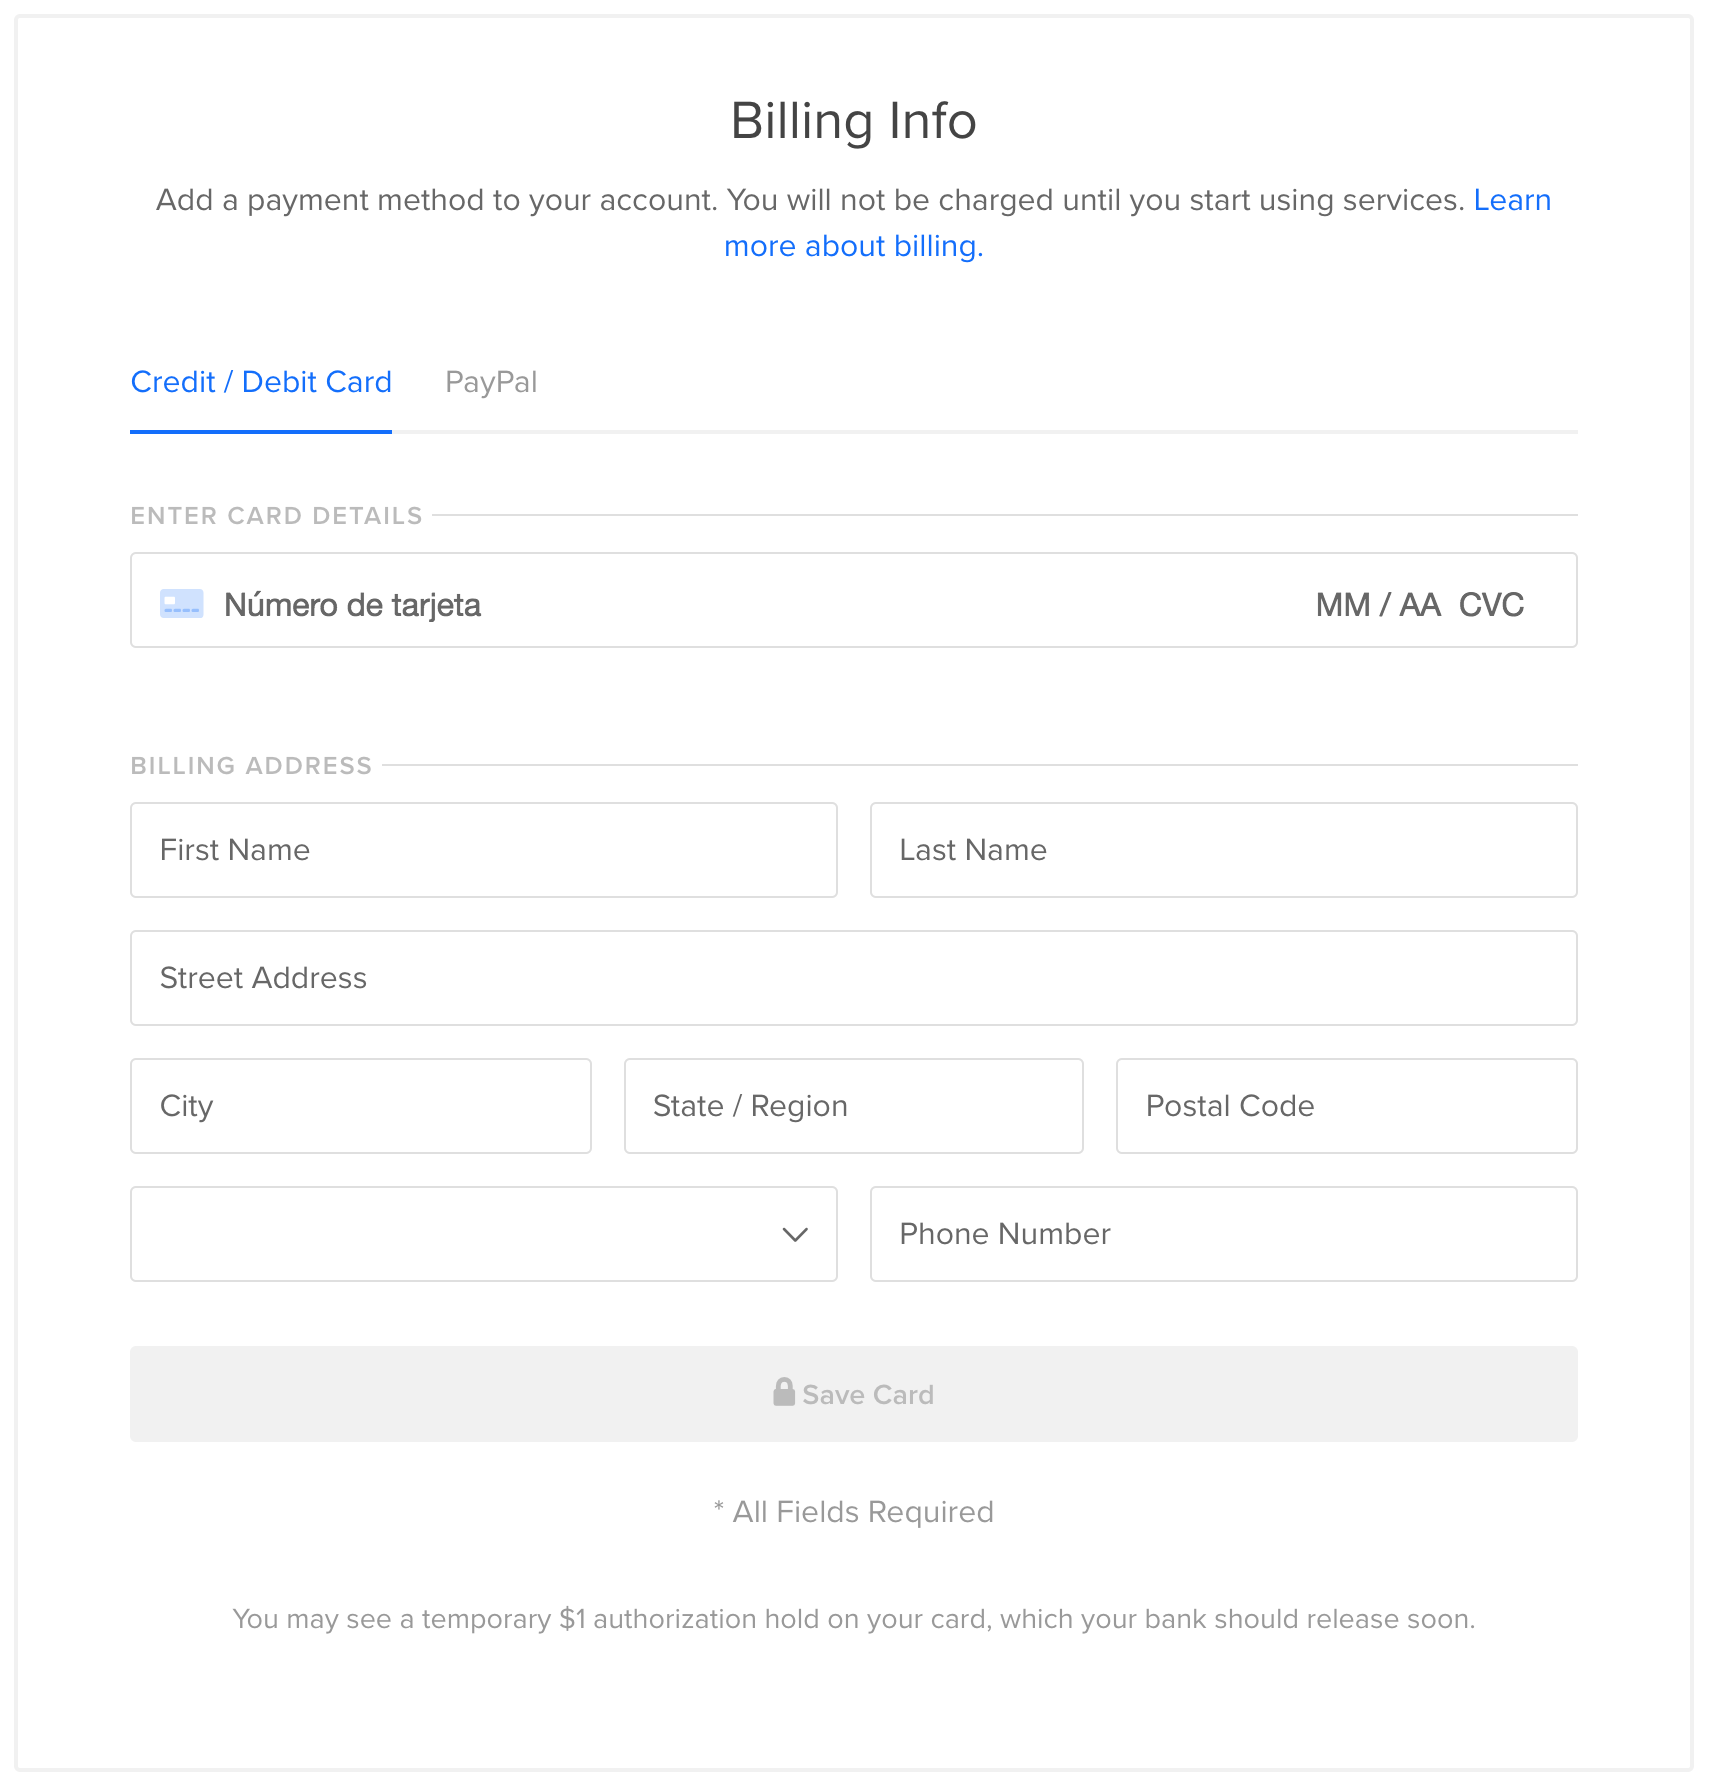 Billing Info
Add a payment method to your account. You will not be charged until you start using services. Learn
more about billing.
Credit / Debit Card PayPal
ENTER CARD DETAILS
Número de tarjeta MM / AA CVC
BILLING ADDRESS
First Name Last Name
Street Address
City State / Region Postal Code
Phone Number
Save Card
* All Fields Required
You may see a temporary $1 authorization hold on your card, which your bank should release soon.